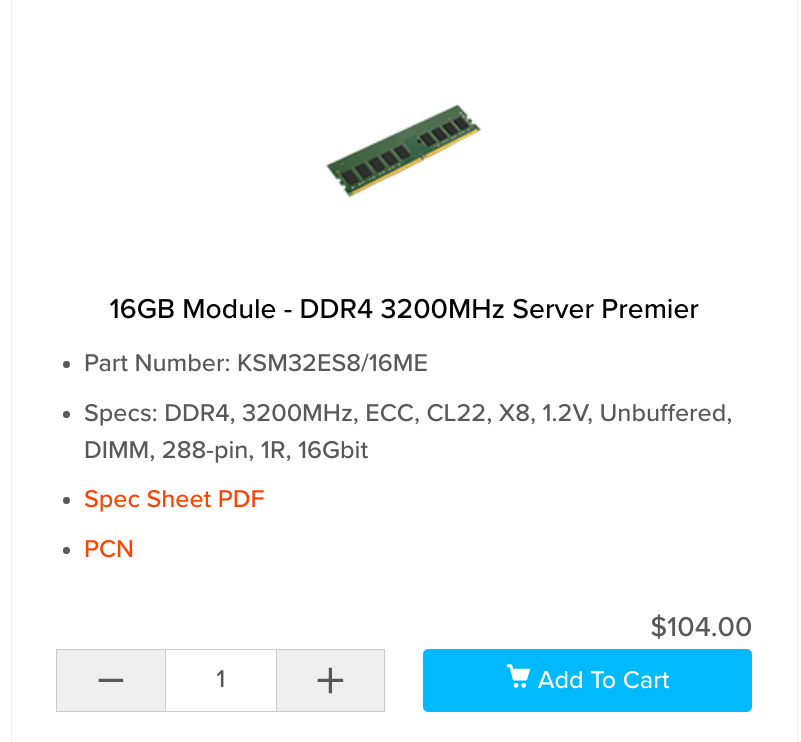 16GB Module - DDR4 3200MHz Server Premier
Part Number: KSM32ES8/16ME
Specs: DDR4, 3200MHz, ECC, CL22, X8, 1.2V, Unbuffered,
DIMM, 288-pin, 1R, 16Gbit
Spec Sheet PDF
PCN
$104.00
1
Add To Cart